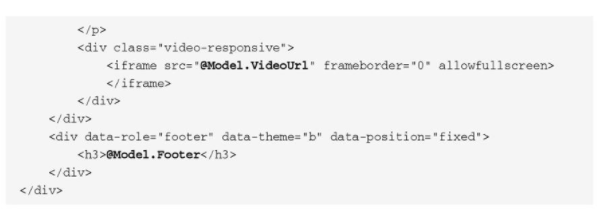 </p>
<div class="video-responsive">
<iframe src="@Model.VideoUrl" frameborder="0" allowfullscreen>
</iframe>
</div>
</div>
<div data-role="footer" data-theme="b" data-position="fixed">
<h3>@Model.Footer</h3>
</div>
</div>